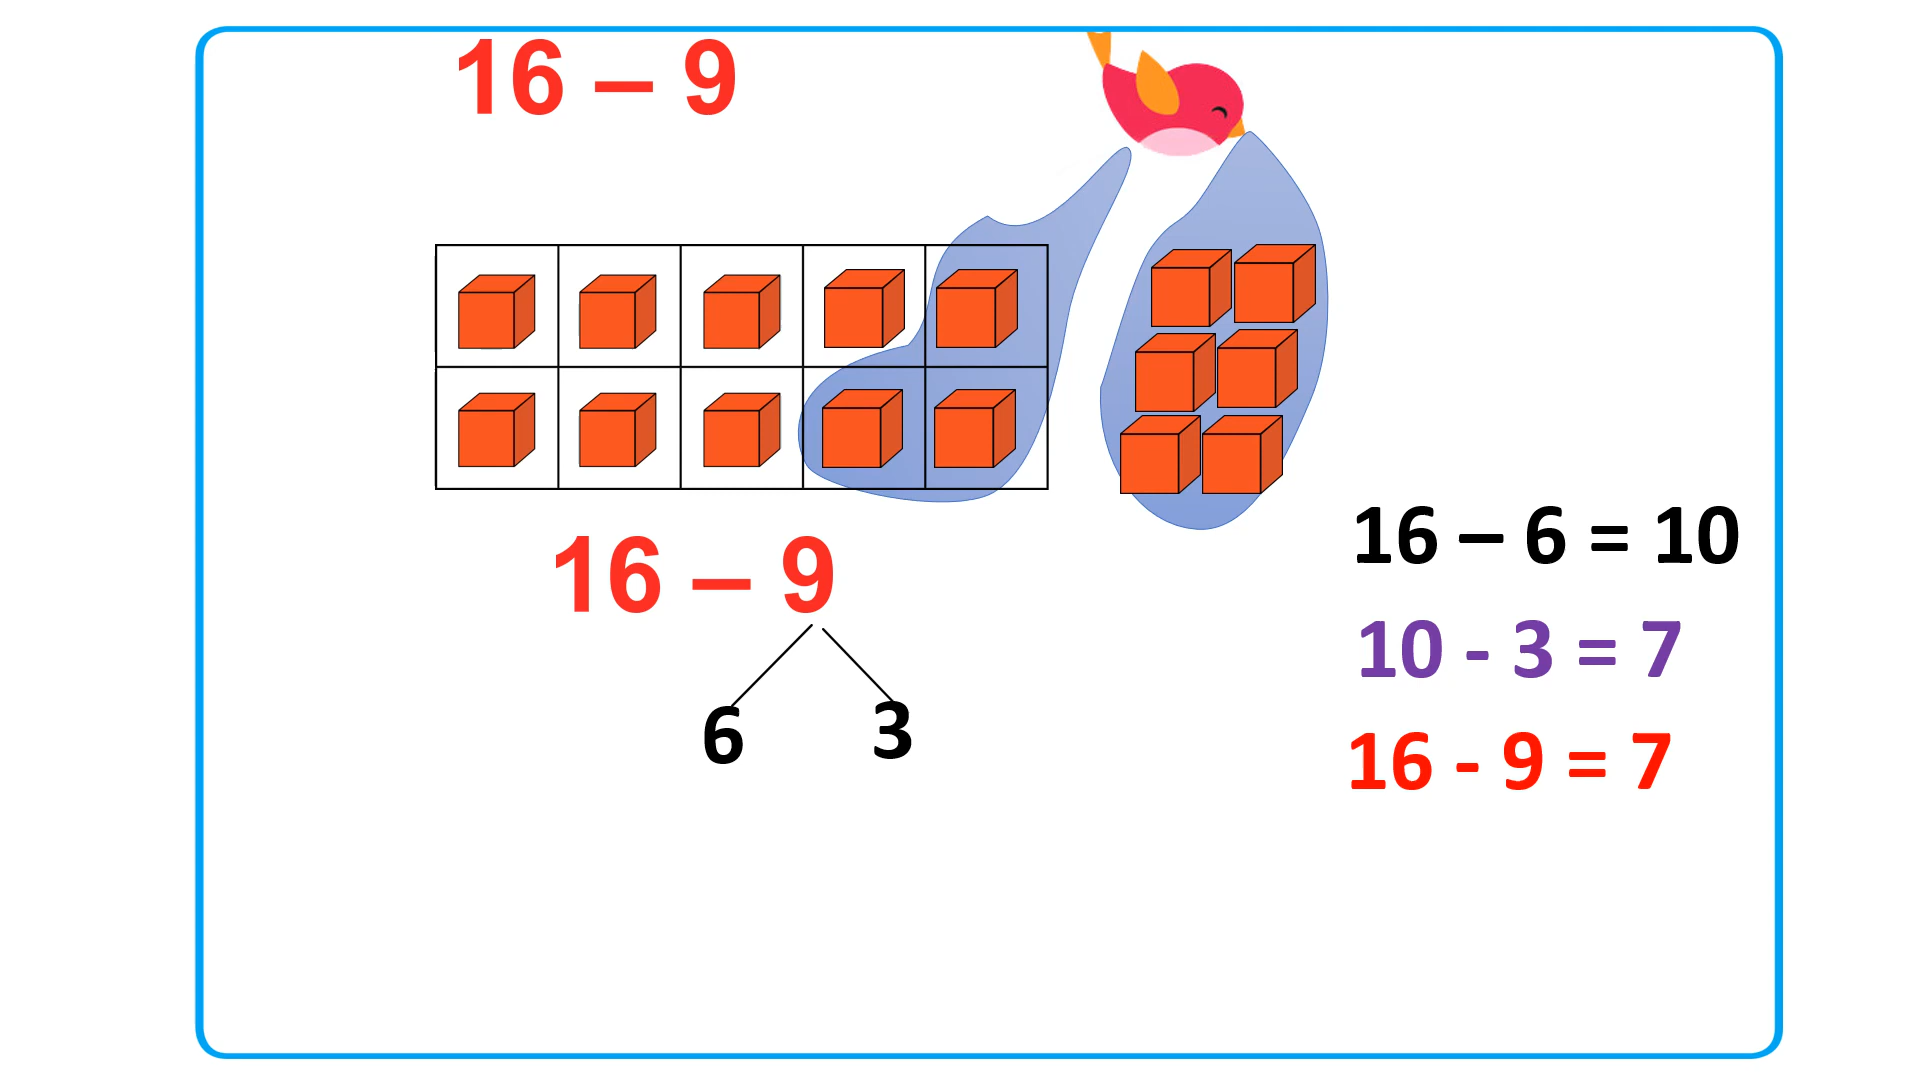 16 – 9
16 – 9
6 3
16 – 6 = 10
10 - 3 = 7
16 - 9 = 7